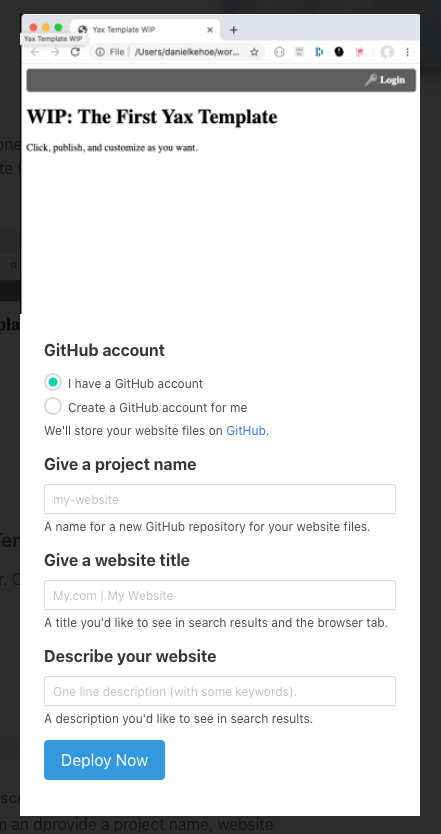 Yax Template WIP
Yax Template WIP
File | /Users/danielkehoe/wor...
Login
WIP: The First Yax Template
Click, publish, and customize as you want.
GitHub account
I have a GitHub account
Create a GitHub account for me
We'll store your website files on GitHub.
Give a project name
my-website
A name for a new GitHub repository for your website files.
Give a website title
My.com | My Website
A title you'd like to see in search results and the browser tab.
Describe your website
One line description (with some keywords).
A description you'd like to see in search results.
Deploy Now
m an dprovide a project name, website